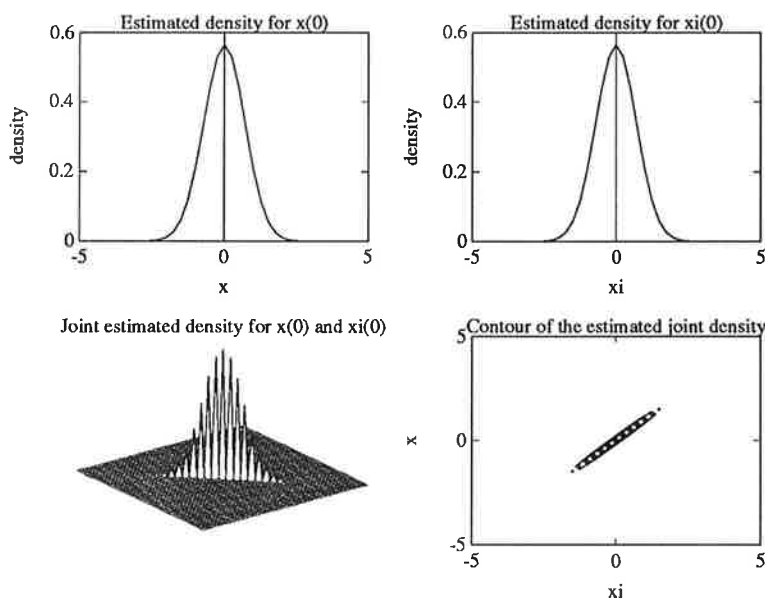 Estimated density for x(0)
0.6
0.4
0.2
0
density
-5
0
5
x
Estimated density for xi(0)
0.6
0.4
0.2
0
density
-5
0
5
xi
Joint estimated density for x(0) and xi(0)
Contour of the estimated joint density
5
0
-5
x
-5
0
5
xi